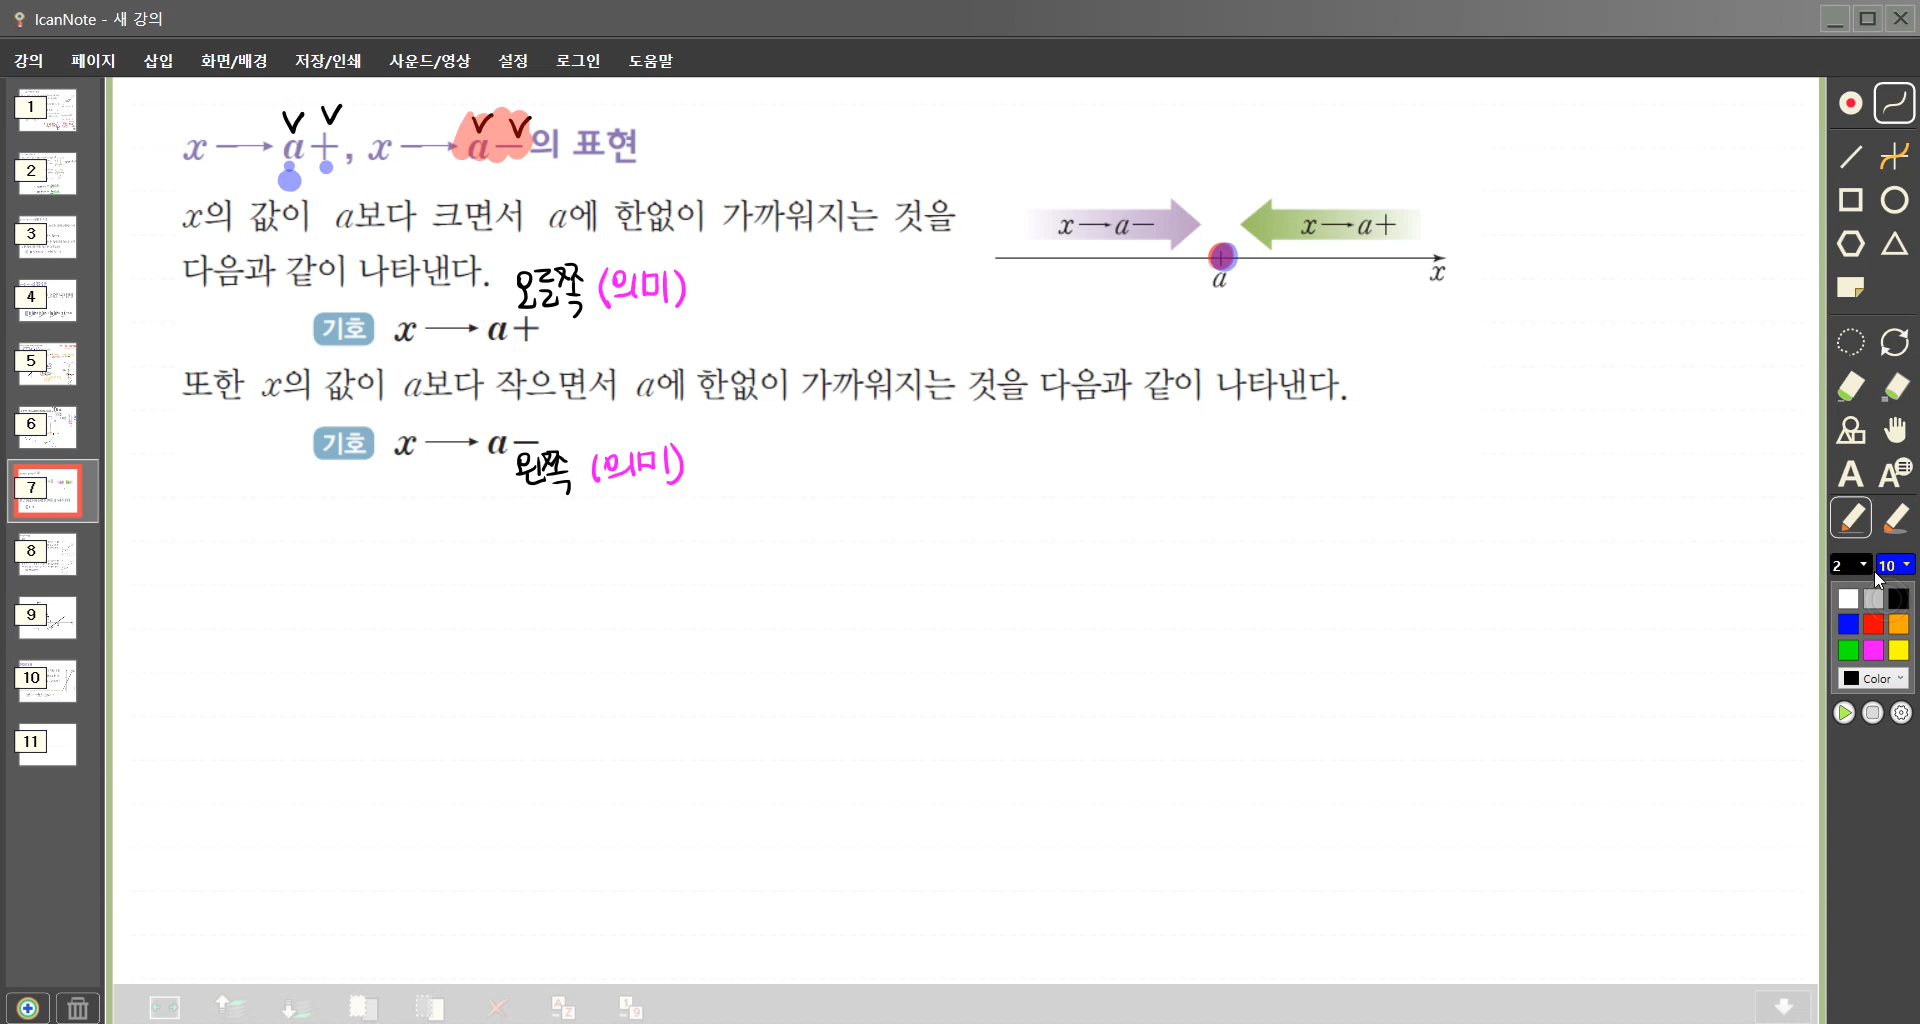 IcanNote - 새 강의
강의 페이지 삽입 화면/배경 저장/인쇄 사운드/영상 설정 로그인 도움말
1
2
3
4
5
6
7
8
9
10
11
V V V V
x → a+, x → a− 의 표현
x의 값이 a보다 크면서 a에 한없이 가까워지는 것을
다음과 같이 나타낸다.
오른쪽 (의미)
기호 x → a+
또한 x의 값이 a보다 작으면서 a에 한없이 가까워지는 것을 다음과 같이 나타낸다.
기호 x → a−
왼쪽 (의미)
x → a− x → a+
a x
A A
2 10
Color
A Z 1 9